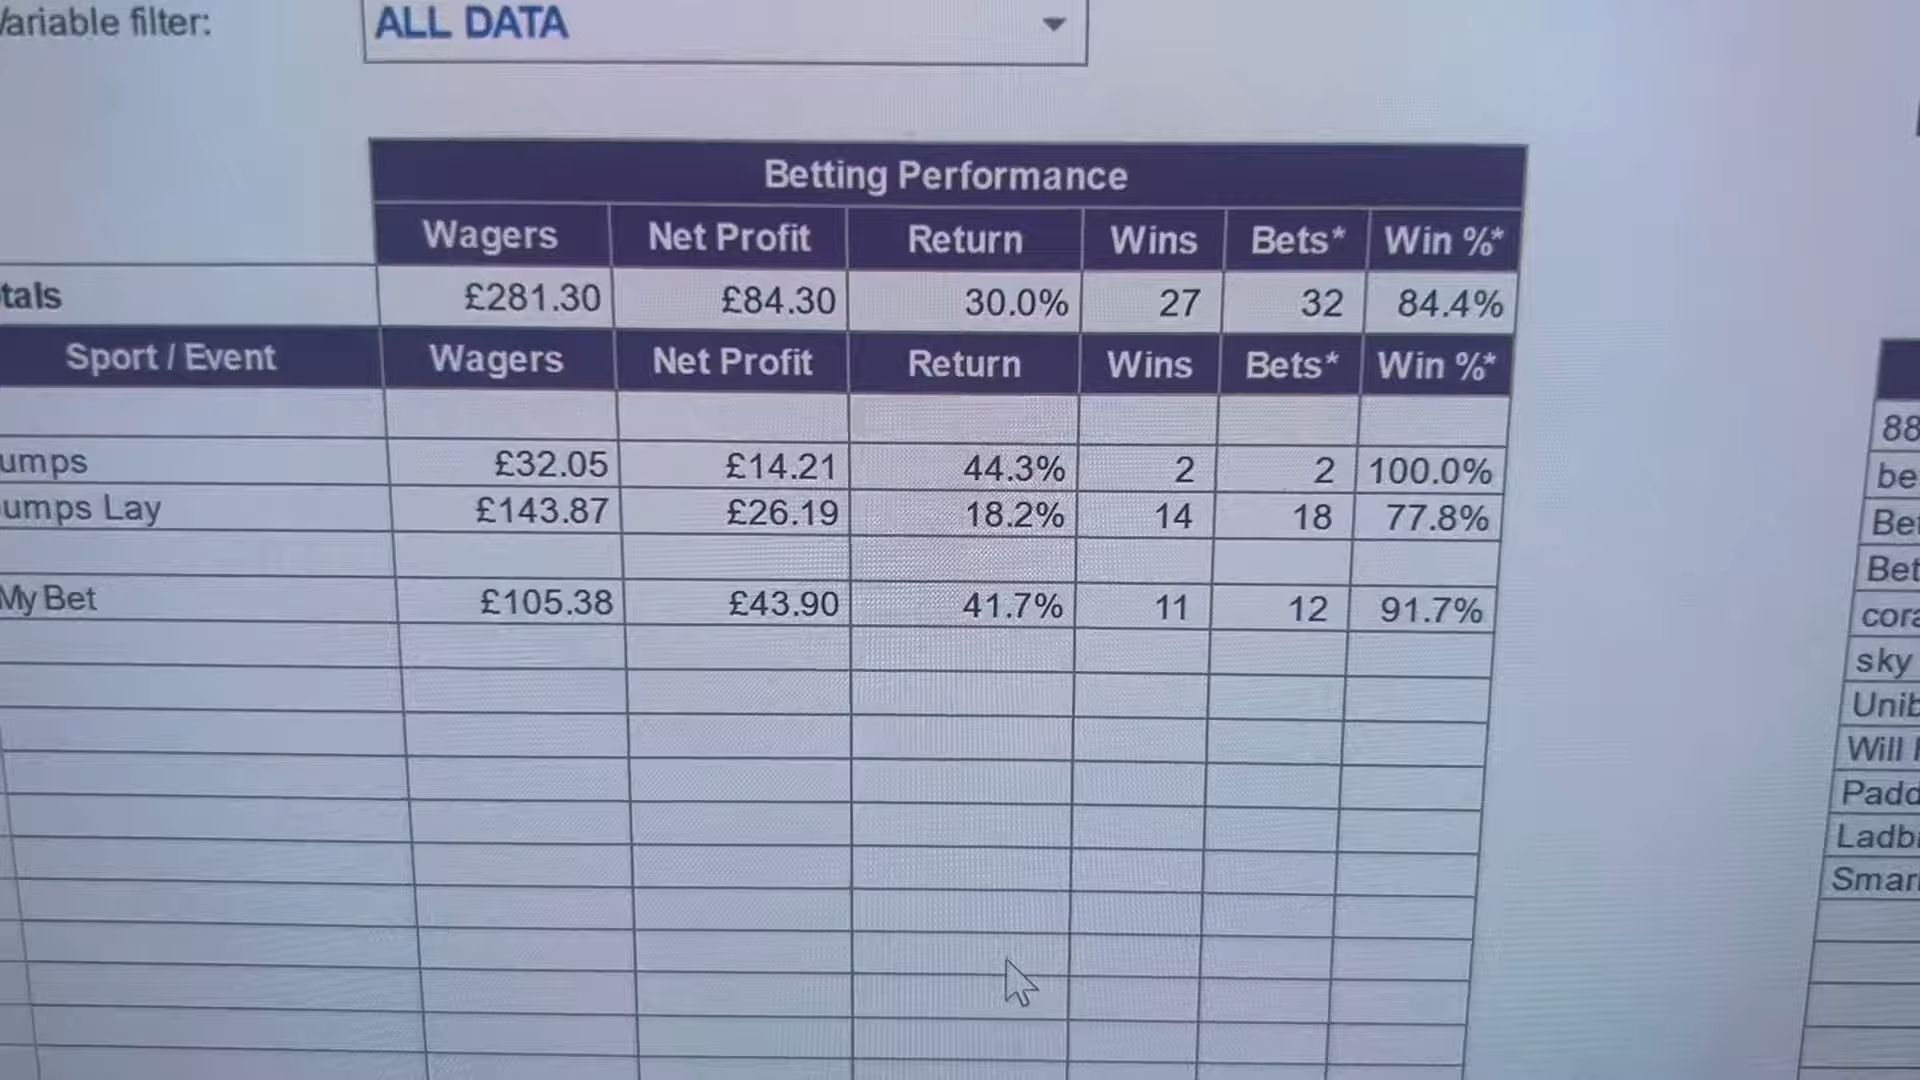 Variable filter:
ALL DATA
Betting Performance
Wagers Net Profit Return Wins Bets* Win %*
tals £281.30 £84.30 30.0% 27 32 84.4%
Sport / Event Wagers Net Profit Return Wins Bets* Win %*
umps £32.05 £14.21 44.3% 2 2 100.0%
umps Lay £143.87 £26.19 18.2% 14 18 77.8%
My Bet £105.38 £43.90 41.7% 11 12 91.7%
88
be
Bet
Bet
cora
sky
Unib
Will
Padd
Ladb
Smar